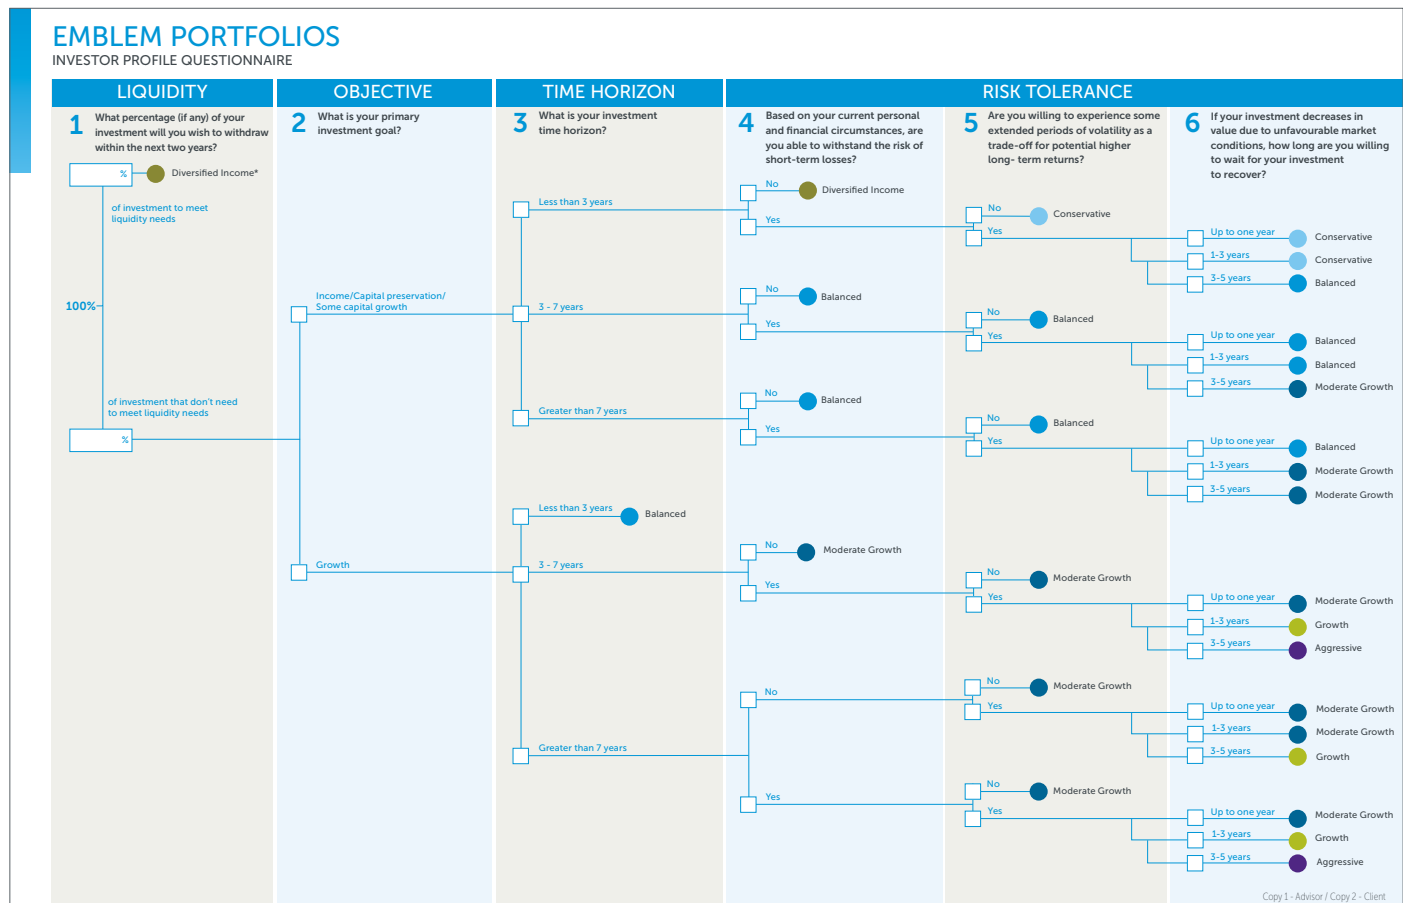 EMBLEM PORTFOLIOS
INVESTOR PROFILE QUESTIONNAIRE
LIQUIDITY
OBJECTIVE
TIME HORIZON
RISK TOLERANCE
1
What percentage (if any) of your
investment will you wish to withdraw
within the next two years?
%
Diversified Income*
of investment to meet
liquidity needs
100%
of investment that don't need
to meet liquidity needs
%
2
What is your primary
investment goal?
Income/Capital preservation/
Some capital growth
Growth
3
What is your investment
time horizon?
Less than 3 years
3 - 7 years
Greater than 7 years
Less than 3 years
Balanced
3 - 7 years
Greater than 7 years
4
Based on your current personal
and financial circumstances, are
you able to withstand the risk of
short-term losses?
No
Diversified Income
Yes
No
Balanced
Yes
No
Balanced
Yes
No
Moderate Growth
Yes
No
Yes
5
Are you willing to experience some
extended periods of volatility as a
trade-off for potential higher
long- term returns?
No
Conservative
Yes
No
Balanced
Yes
No
Balanced
Yes
No
Moderate Growth
Yes
No
Moderate Growth
Yes
No
Moderate Growth
Yes
6
If your investment decreases in
value due to unfavourable market
conditions, how long are you willing
to wait for your investment
to recover?
Up to one year
Conservative
1-3 years
Conservative
3-5 years
Balanced
Up to one year
Balanced
1-3 years
Balanced
3-5 years
Moderate Growth
Up to one year
Balanced
1-3 years
Moderate Growth
3-5 years
Moderate Growth
Up to one year
Moderate Growth
1-3 years
Growth
3-5 years
Aggressive
Up to one year
Moderate Growth
1-3 years
Moderate Growth
3-5 years
Growth
Up to one year
Moderate Growth
1-3 years
Growth
3-5 years
Aggressive
Copy 1 - Advisor / Copy 2 - Client